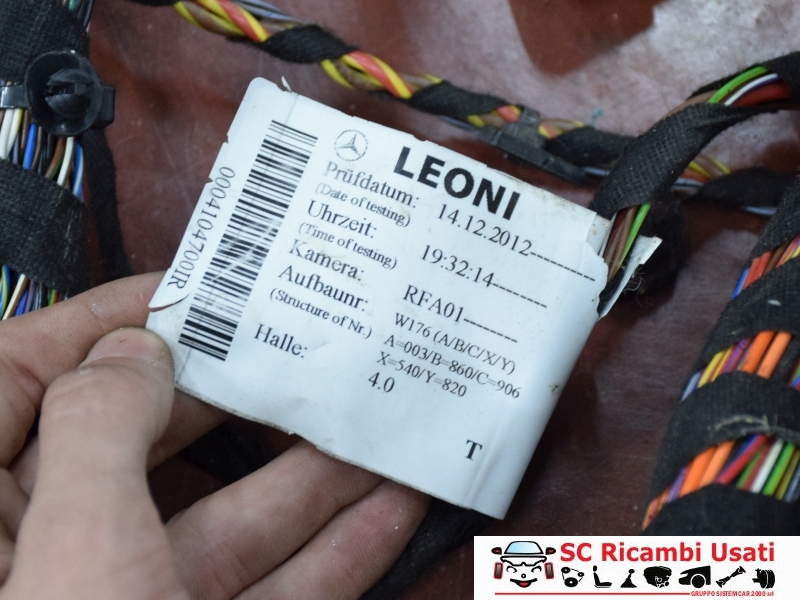 LEONI
Prüfdatum: 14.12.2012--------
(Date of testing)
Uhrzeit: 19:32:14-------
(Time of testing)
Kamera: RFA01-------
Aufbaunr: W176 (A/B/C/X/Y)
(Structure of Nr.) A=003/B=860/C=906
X=540/Y=820
Halle: 4.0
T
0004104700IR
SC Ricambi Usati
GRUPPO SISTEMCAR 2000 srl